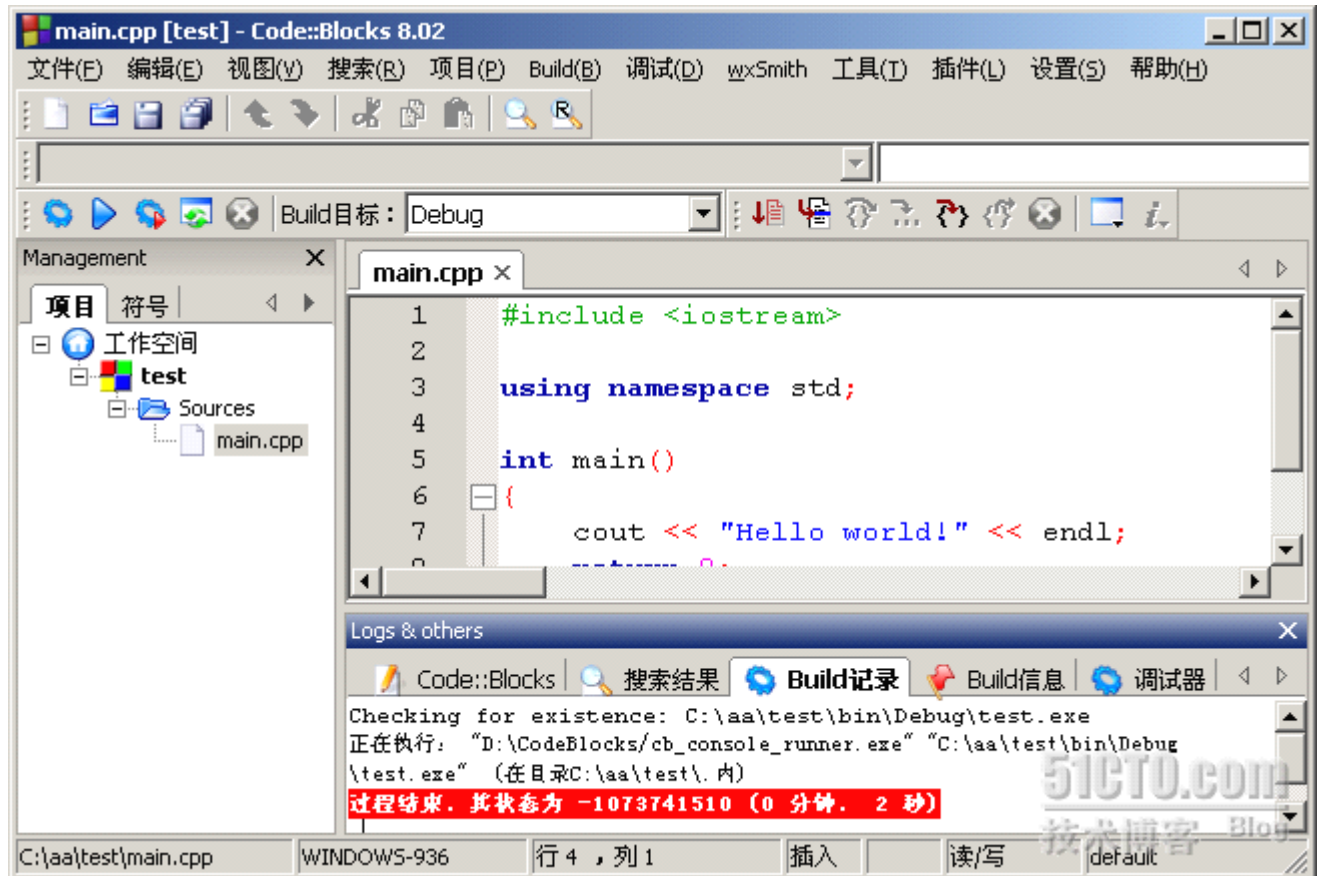 main.cpp [test] - Code::Blocks 8.02
文件(F) 编辑(E) 视图(V) 搜索(R) 项目(P) Build(B) 调试(D) wxSmith 工具(T) 插件(L) 设置(S) 帮助(H)
Build目标： Debug
Management
main.cpp
项目 符号
工作空间
test
Sources
main.cpp
1 #include <iostream>
2
3 using namespace std;
4
5 int main()
6 {
7 cout << "Hello world!" << endl;
Logs & others
Code::Blocks 搜索结果 Build记录 Build信息 调试器
Checking for existence: C:\aa\test\bin\Debug\test.exe
正在执行： "D:\CodeBlocks/cb_console_runner.exe" "C:\aa\test\bin\Debug
\test.exe" （在目录C:\aa\test\.内）
过程结束．其状态为 -1073741510 (0 分钟． 2 秒)
51CTO.com
技术博客 Blog
C:\aa\test\main.cpp WINDOWS-936 行 4 ，列 1 插入 读/写 default